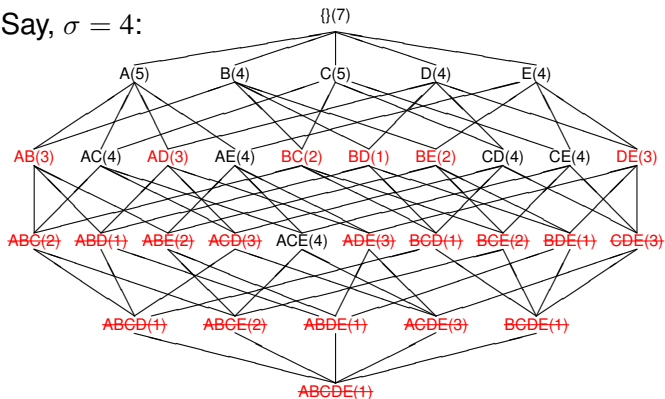 Say, σ = 4:
{}(7)
A(5) B(4) C(5) D(4) E(4)
AB(3) AC(4) AD(3) AE(4) BC(2) BD(1) BE(2) CD(4) CE(4) DE(3)
ABC(2) ABD(1) ABE(2) ACD(3) ACE(4) ADE(3) BCD(1) BCE(2) BDE(1) CDE(3)
ABCD(1) ABCE(2) ABDE(1) ACDE(3) BCDE(1)
ABCDE(1)